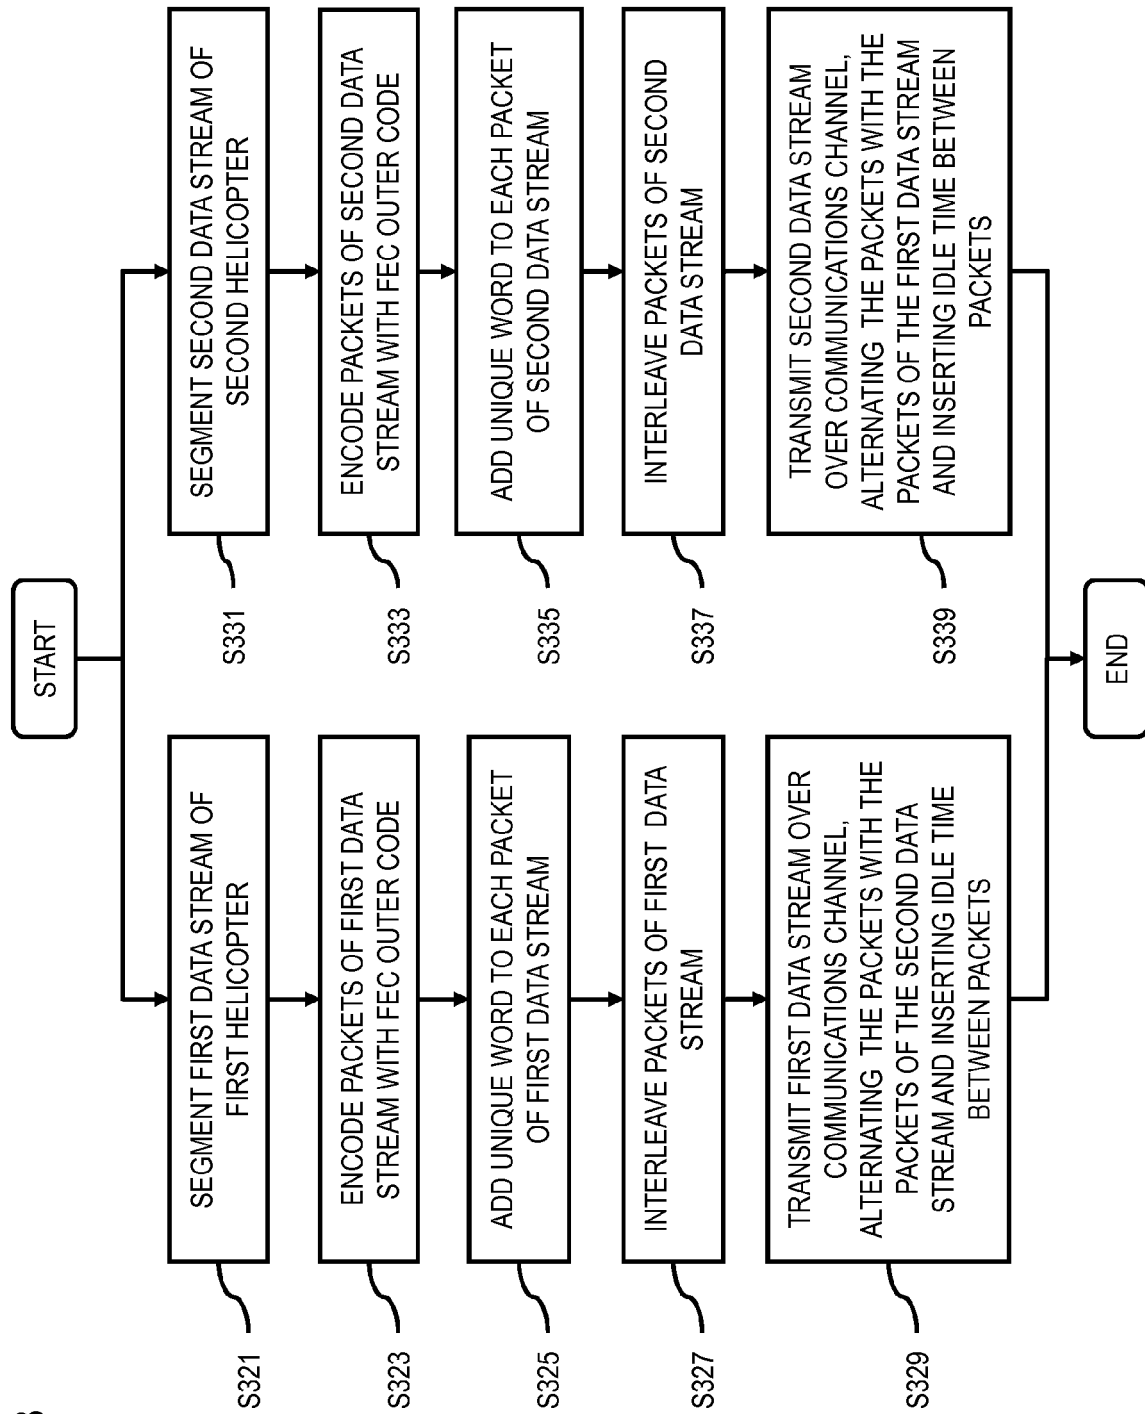 START
SEGMENT FIRST DATA STREAM OF
FIRST HELICOPTER
S321
ENCODE PACKETS OF FIRST DATA
STREAM WITH FEC OUTER CODE
S323
ADD UNIQUE WORD TO EACH PACKET
OF FIRST DATA STREAM
S325
INTERLEAVE PACKETS OF FIRST DATA
STREAM
S327
TRANSMIT FIRST DATA STREAM OVER
COMMUNICATIONS CHANNEL,
ALTERNATING THE PACKETS WITH THE
PACKETS OF THE SECOND DATA
STREAM AND INSERTING IDLE TIME
BETWEEN PACKETS
S329
SEGMENT SECOND DATA STREAM OF
SECOND HELICOPTER
S331
ENCODE PACKETS OF SECOND DATA
STREAM WITH FEC OUTER CODE
S333
ADD UNIQUE WORD TO EACH PACKET
OF SECOND DATA STREAM
S335
INTERLEAVE PACKETS OF SECOND
DATA STREAM
S337
TRANSMIT SECOND DATA STREAM
OVER COMMUNICATIONS CHANNEL,
ALTERNATING THE PACKETS WITH THE
PACKETS OF THE FIRST DATA STREAM
AND INSERTING IDLE TIME BETWEEN
PACKETS
S339
END